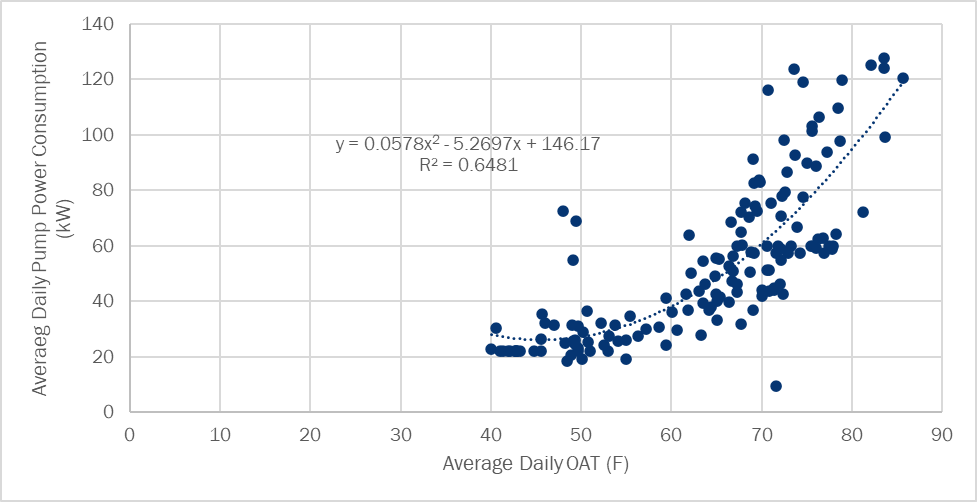 140
120
100
80
60
40
20
0
Averaeg Daily Pump Power Consumption
(kW)
y = 0.0578x² - 5.2697x + 146.17
R² = 0.6481
0 10 20 30 40 50 60 70 80 90
Average Daily OAT (F)